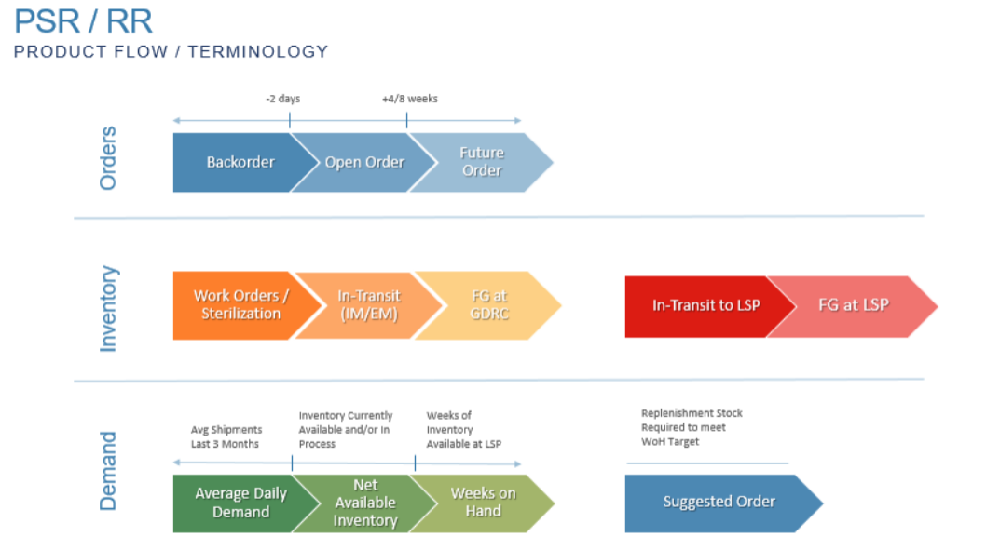 PSR / RR
PRODUCT FLOW / TERMINOLOGY
-2 days
+4/8 weeks
Orders
Backorder
Open Order
Future
Order
Inventory
Work Orders /
Sterilization
In-Transit
(IM/EM)
FG at
GDRC
In-Transit to LSP
FG at LSP
Demand
Avg Shipments
Last 3 Months
Inventory Currently
Available and/or In
Process
Weeks of
Inventory
Available at LSP
Replenishment Stock
Required to meet
WoH Target
Average Daily
Demand
Net
Available
Inventory
Weeks on
Hand
Suggested Order